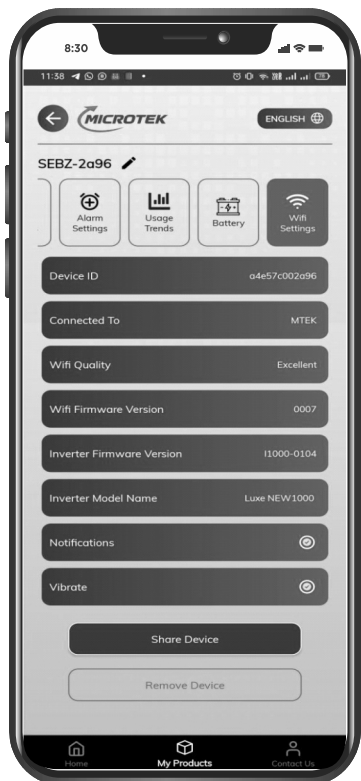 8:30
11:38
MICROTEK
ENGLISH
SEBZ-2a96
Alarm Settings
Usage Trends
Battery
Wifi Settings
Device ID a4e57c002a96
Connected To MTEK
Wifi Quality Excellent
Wifi Firmware Version 0007
Inverter Firmware Version I1000-0104
Inverter Model Name Luxe NEW1000
Notifications
Vibrate
Share Device
Remove Device
Home
My Products
Contact Us